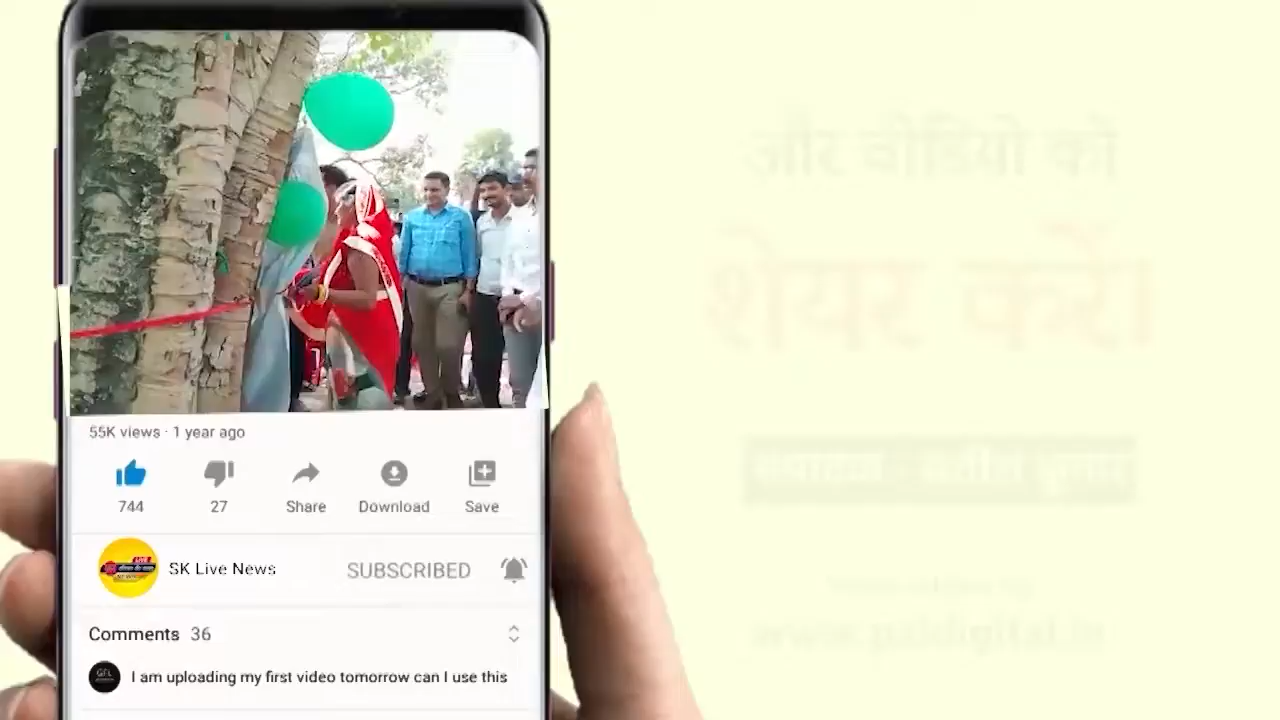 55K views · 1 year ago
744
27
Share
Download
Save
SK Live News
SUBSCRIBED
Comments 36
GFL
I am uploading my first video tomorrow can I use this
और वीडियो को
शेयर करें।